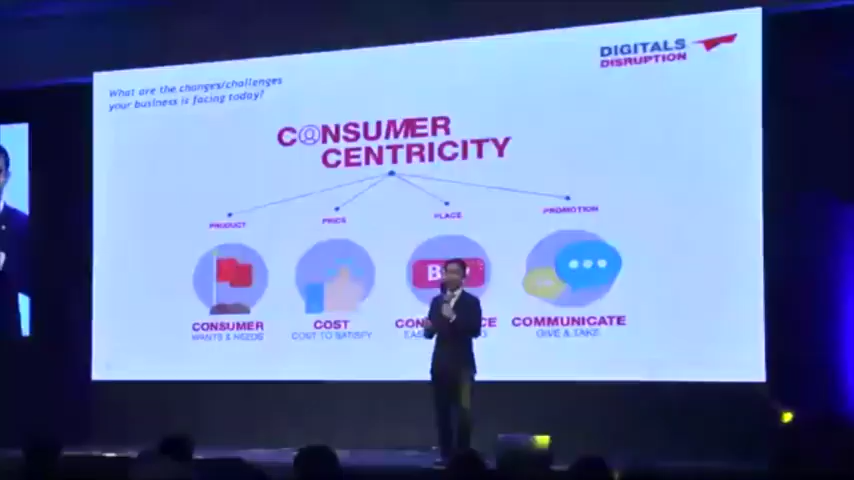 What are the changes/challenges
your business is facing today?
DIGITALS
DISRUPTION
CONSUMER
CENTRICITY
PRODUCT
PRICE
PLACE
PROMOTION
CONSUMER
WANTS & NEEDS
COST
COST TO SATISFY
COMMUNICATE
GIVE & TAKE